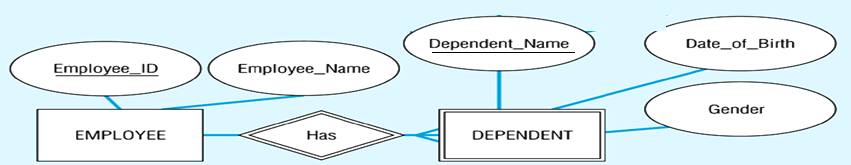 Employee_ID
Employee_Name
Dependent_Name
Date_of_Birth
Gender
EMPLOYEE
Has
DEPENDENT